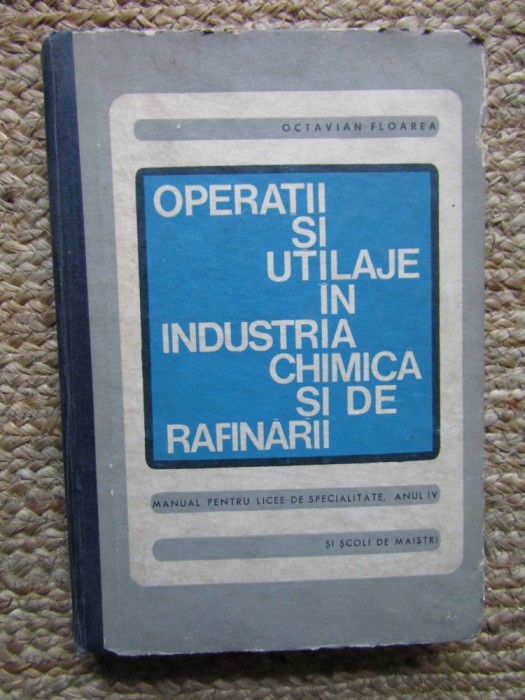 OCTAVIAN FLOAREA
OPERAȚII
ȘI
UTILAJE
ÎN
INDUSTRIA
CHIMICĂ
ȘI DE
RAFINĂRII
MANUAL PENTRU LICEE DE SPECIALITATE, ANUL IV
ȘI ȘCOLI DE MAIȘTRI